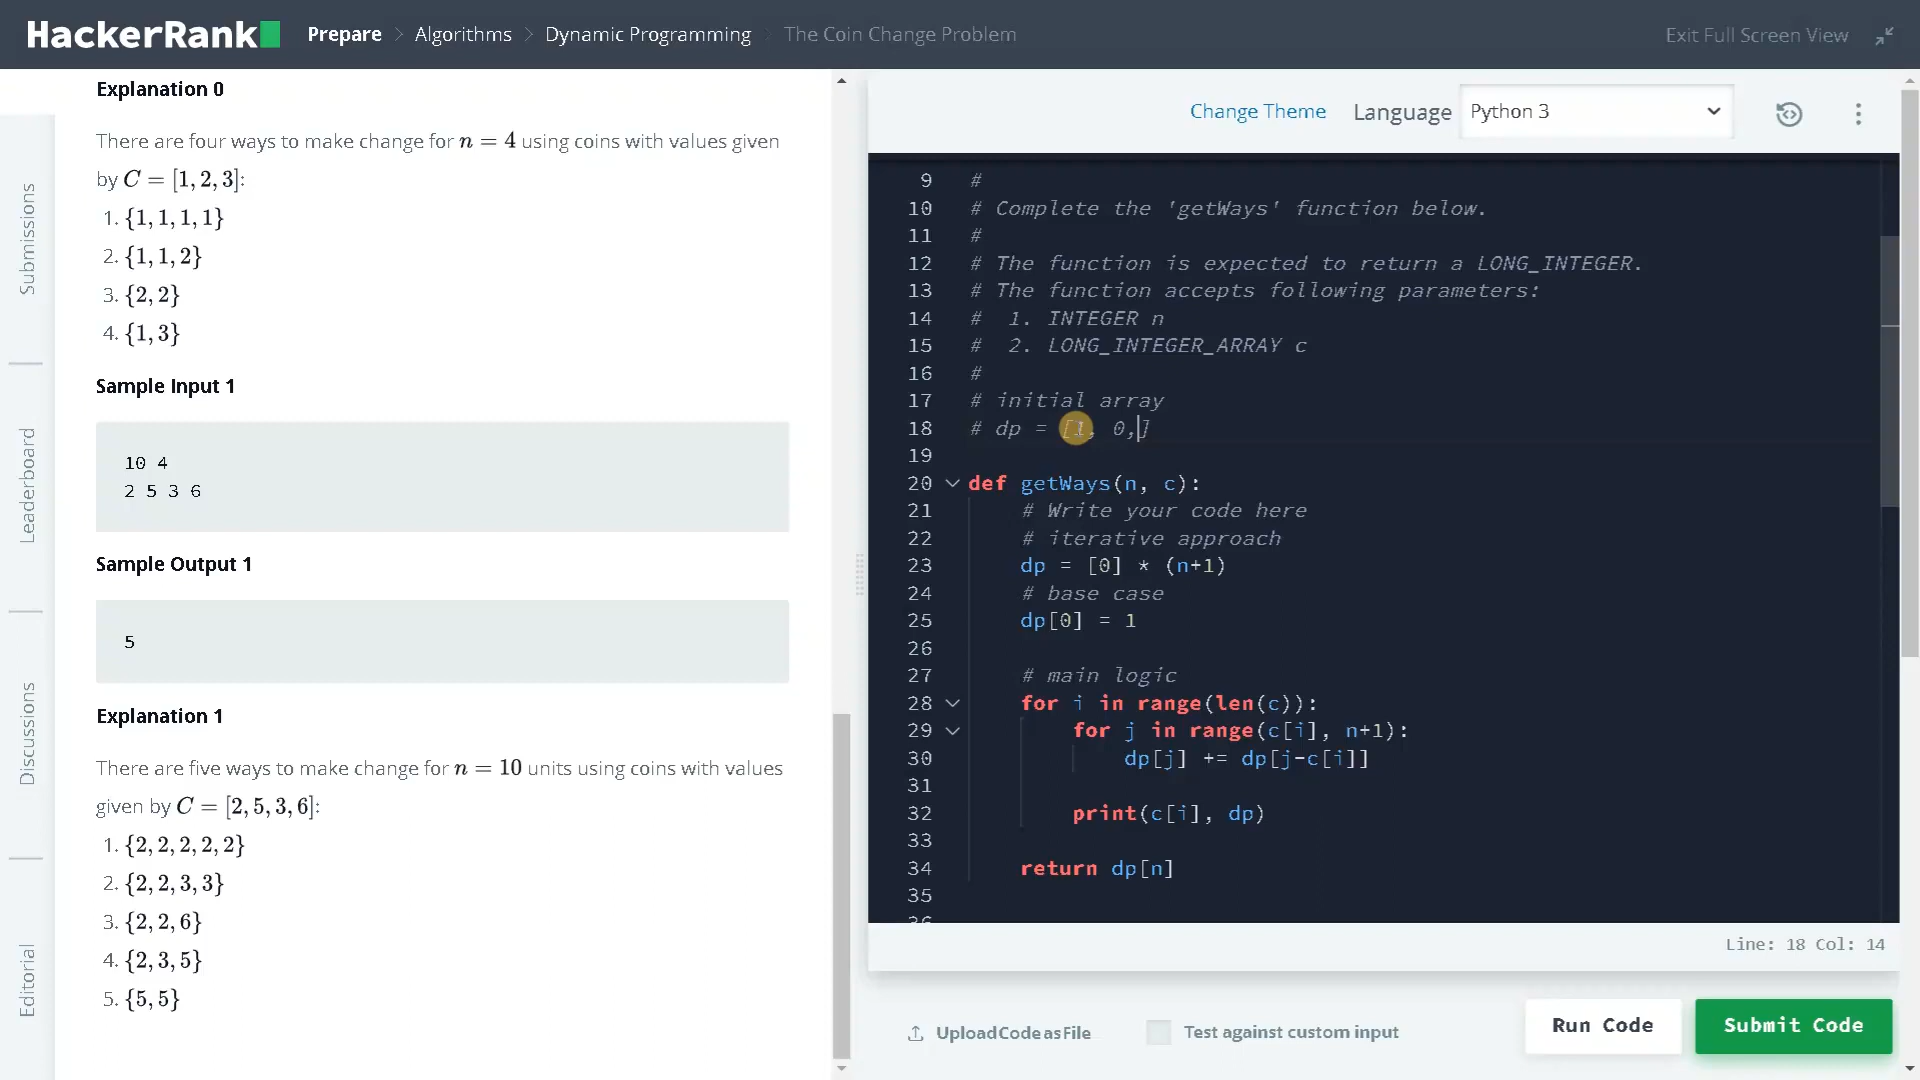 HackerRank Prepare > Algorithms > Dynamic Programming > The Coin Change Problem Exit Full Screen View
Submissions
Leaderboard
Discussions
Editorial
Explanation 0
There are four ways to make change for n = 4 using coins with values given
by C = [1, 2, 3]:
1. {1, 1, 1, 1}
2. {1, 1, 2}
3. {2, 2}
4. {1, 3}
Sample Input 1
10 4
2 5 3 6
Sample Output 1
5
Explanation 1
There are five ways to make change for n = 10 units using coins with values
given by C = [2, 5, 3, 6]:
1. {2, 2, 2, 2, 2}
2. {2, 2, 3, 3}
3. {2, 2, 6}
4. {2, 3, 5}
5. {5, 5}
Change Theme Language Python 3
9 #
10 # Complete the 'getWays' function below.
11 #
12 # The function is expected to return a LONG_INTEGER.
13 # The function accepts following parameters:
14 #  1. INTEGER n
15 #  2. LONG_INTEGER_ARRAY c
16 #
17 # initial array
18 # dp = [1, 0,]
19
20 def getWays(n, c):
21     # Write your code here
22     # iterative approach
23     dp = [0] * (n+1)
24     # base case
25     dp[0] = 1
26
27     # main logic
28     for i in range(len(c)):
29         for j in range(c[i], n+1):
30             dp[j] += dp[j-c[i]]
31
32         print(c[i], dp)
33
34     return dp[n]
35
36
Line: 18 Col: 14
Upload Code as File Test against custom input Run Code Submit Code